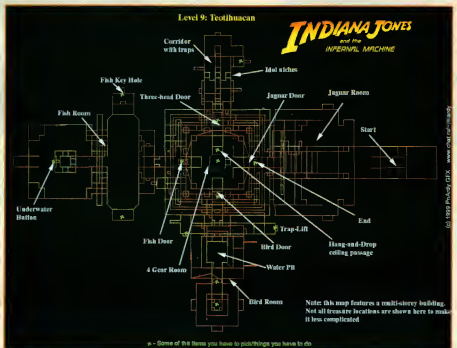 Level 9: Teotihuacan
INDIANA JONES
and the
INFERNAL MACHINE
Corridor
with traps
Idol niches
Fish Key Hole
Three-head Door
Jaguar Door
Jaguar Room
Fish Room
Start
Underwater
Button
Fish Door
4 Gear Room
Trap-Lift
End
Bird Door
Hang-and-Drop
ceiling passage
Water Pit
Bird Room
Note: this map features a multi-storey building.
Not all treasure locations are shown here to make
it less complicated
- Some of the items you have to pick/things you have to do
(c) 1999